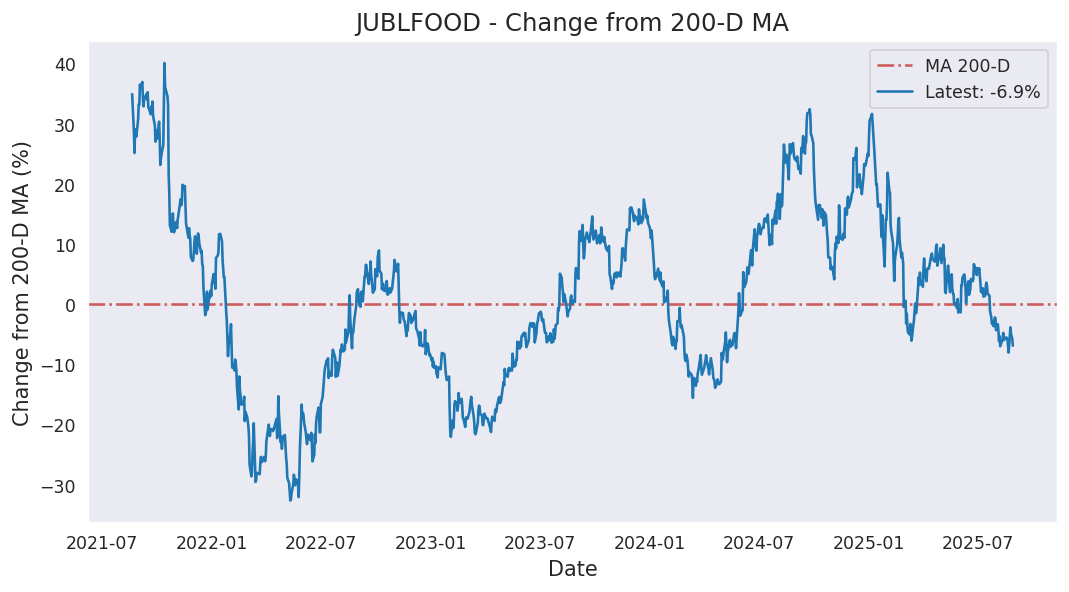 JUBLFOOD - Change from 200-D MA
MA 200-D
Latest: -6.9%
Change from 200-D MA (%)
40
30
20
10
0
−10
−20
−30
2021-07 2022-01 2022-07 2023-01 2023-07 2024-01 2024-07 2025-01 2025-07
Date